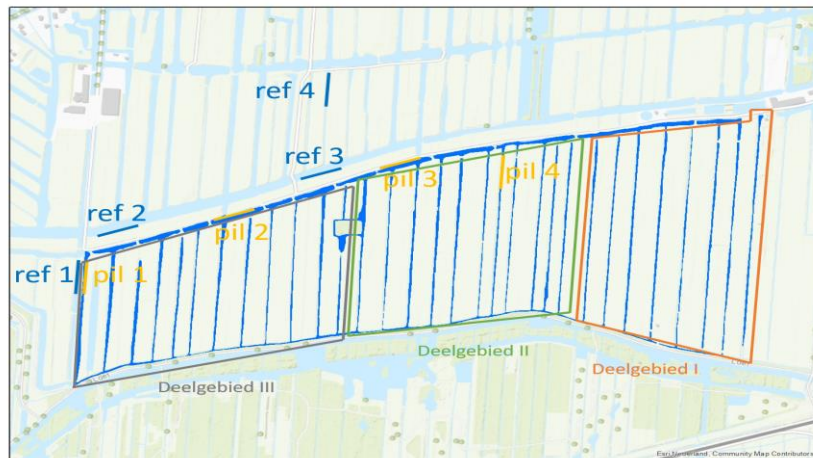 ref 4
ref 3
pil 3
pil 4
ref 2
pil 2
ref 1
pil 1
Deelgebied II
Deelgebied I
Deelgebied III
Esri Nederland, Community Map Contributors